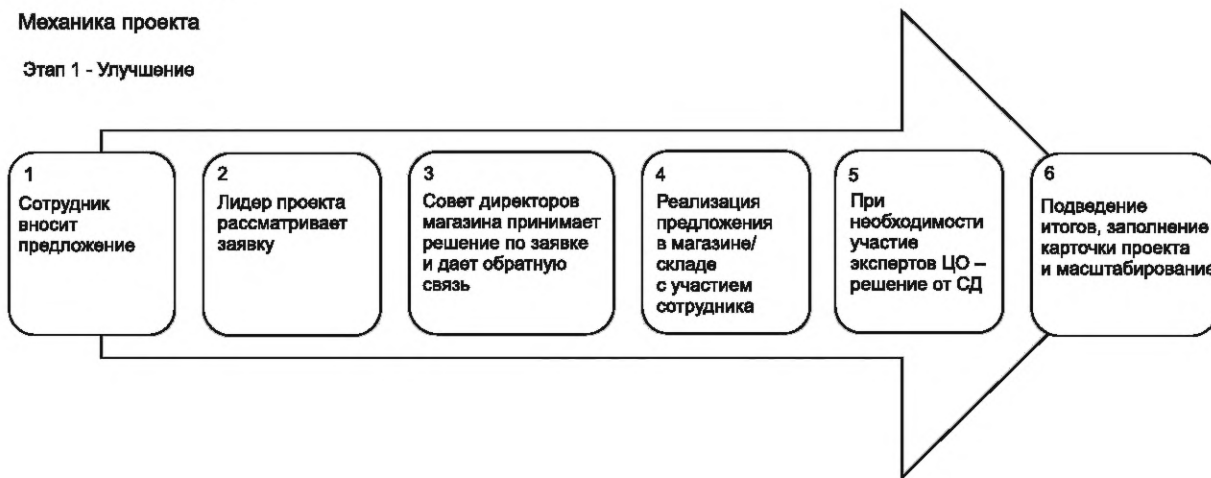 Механика проекта
Этап 1 - Улучшение
1
Сотрудник
вносит
предложение
2
Лидер проекта
рассматривает
заявку
3
Совет директоров
магазина принимает
решение по заявке
и дает обратную
связь
4
Реализация
предложения
в магазине/
складе
с участием
сотрудника
5
При
необходимости
участие
экспертов ЦО –
решение от СД
6
Подведение
итогов, заполнение
карточки проекта
и масштабирование